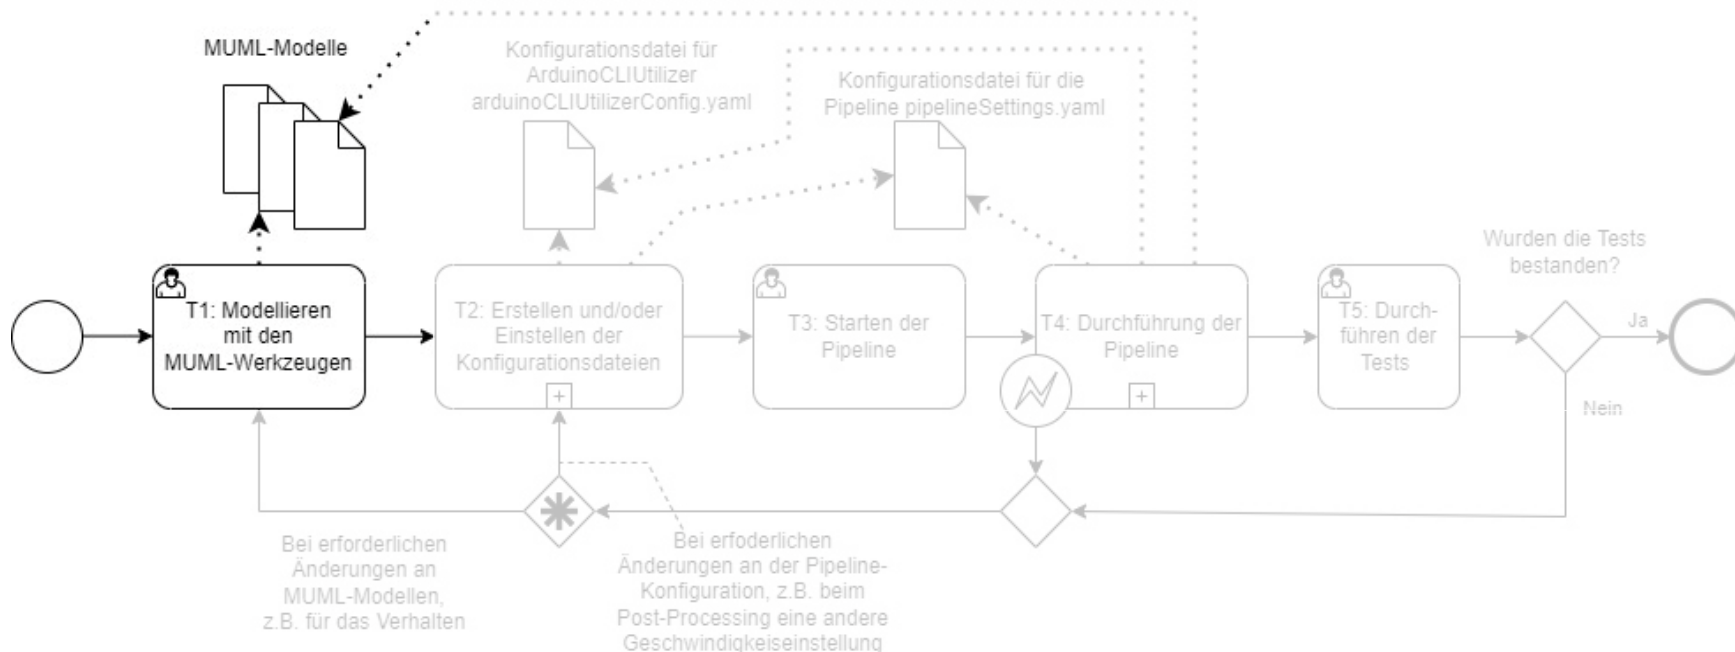 MUML-Modelle
Konfigurationsdatei für
ArduinoCLIUtilizer
arduinoCLIUtilizerConfig.yaml
Konfigurationsdatei für die
Pipeline pipelineSettings.yaml
T1: Modellieren
mit den
MUML-Werkzeugen
T2: Erstellen und/oder
Einstellen der
Konfigurationsdateien
T3: Starten der
Pipeline
T4: Durchführung der
Pipeline
T5: Durch-
führen der
Tests
Wurden die Tests
bestanden?
Ja
Nein
Bei erforderlichen
Änderungen an
MUML-Modellen,
z.B. für das Verhalten
Bei erfoderlichen
Änderungen an der Pipeline-
Konfiguration, z.B. beim
Post-Processing eine andere
Geschwindigkeiseinstellung